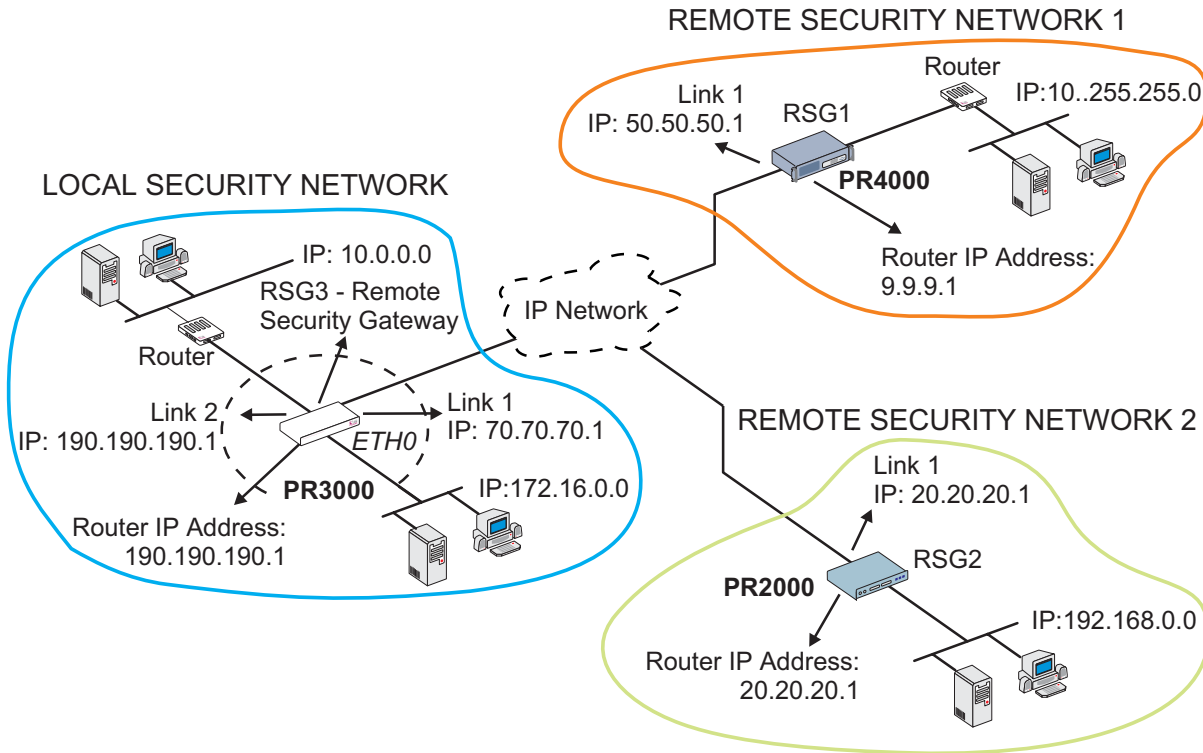 REMOTE SECURITY NETWORK 1
Router
Link 1
IP: 50.50.50.1
RSG1
IP:10..255.255.0
PR4000
Router IP Address:
9.9.9.1
LOCAL SECURITY NETWORK
IP: 10.0.0.0
RSG3 - Remote
Security Gateway
IP Network
Router
Link 2
IP: 190.190.190.1
Link 1
IP: 70.70.70.1
ETH0
PR3000
IP:172.16.0.0
Router IP Address:
190.190.190.1
REMOTE SECURITY NETWORK 2
Link 1
IP: 20.20.20.1
RSG2
PR2000
IP:192.168.0.0
Router IP Address:
20.20.20.1